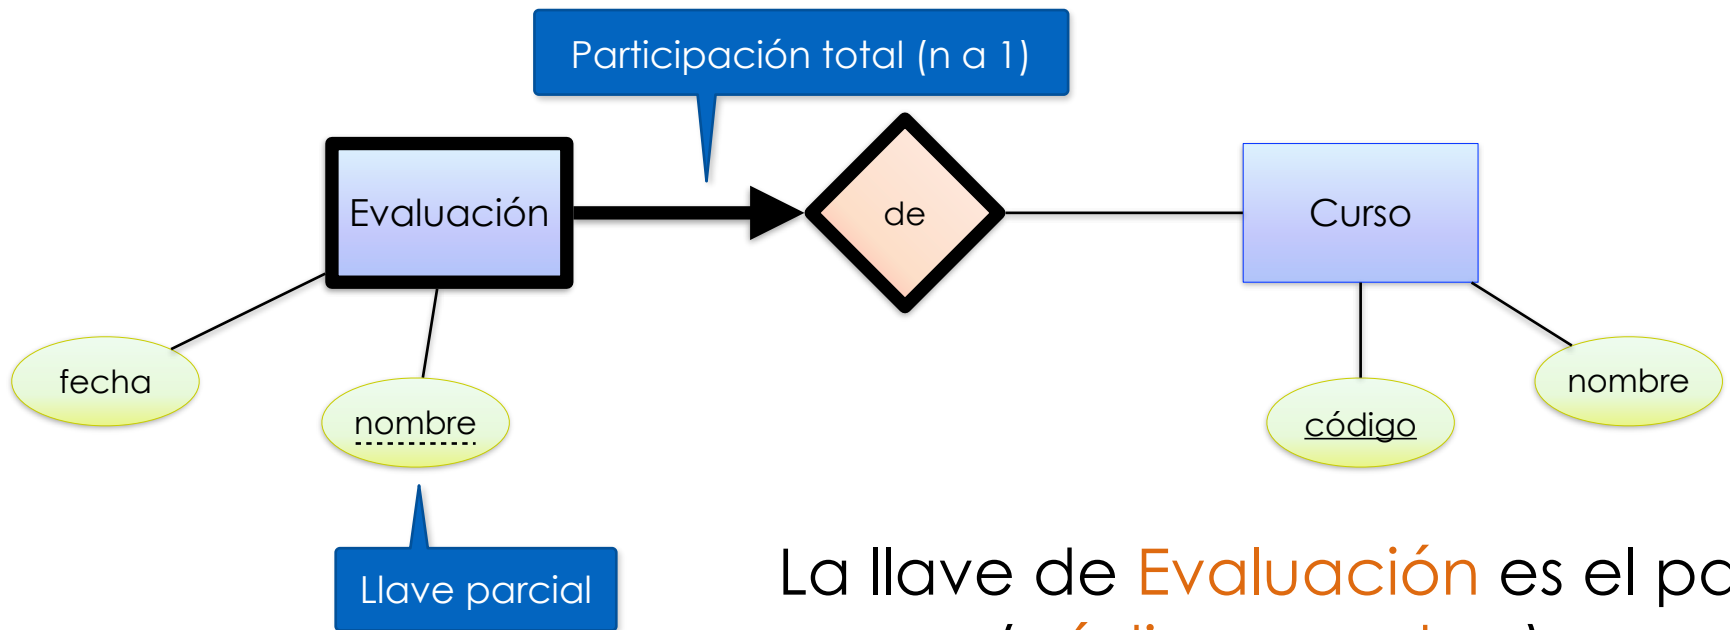 Participación total (n a 1)
Evaluación
de
Curso
fecha
nombre
código
nombre
Llave parcial
La llave de Evaluación es el